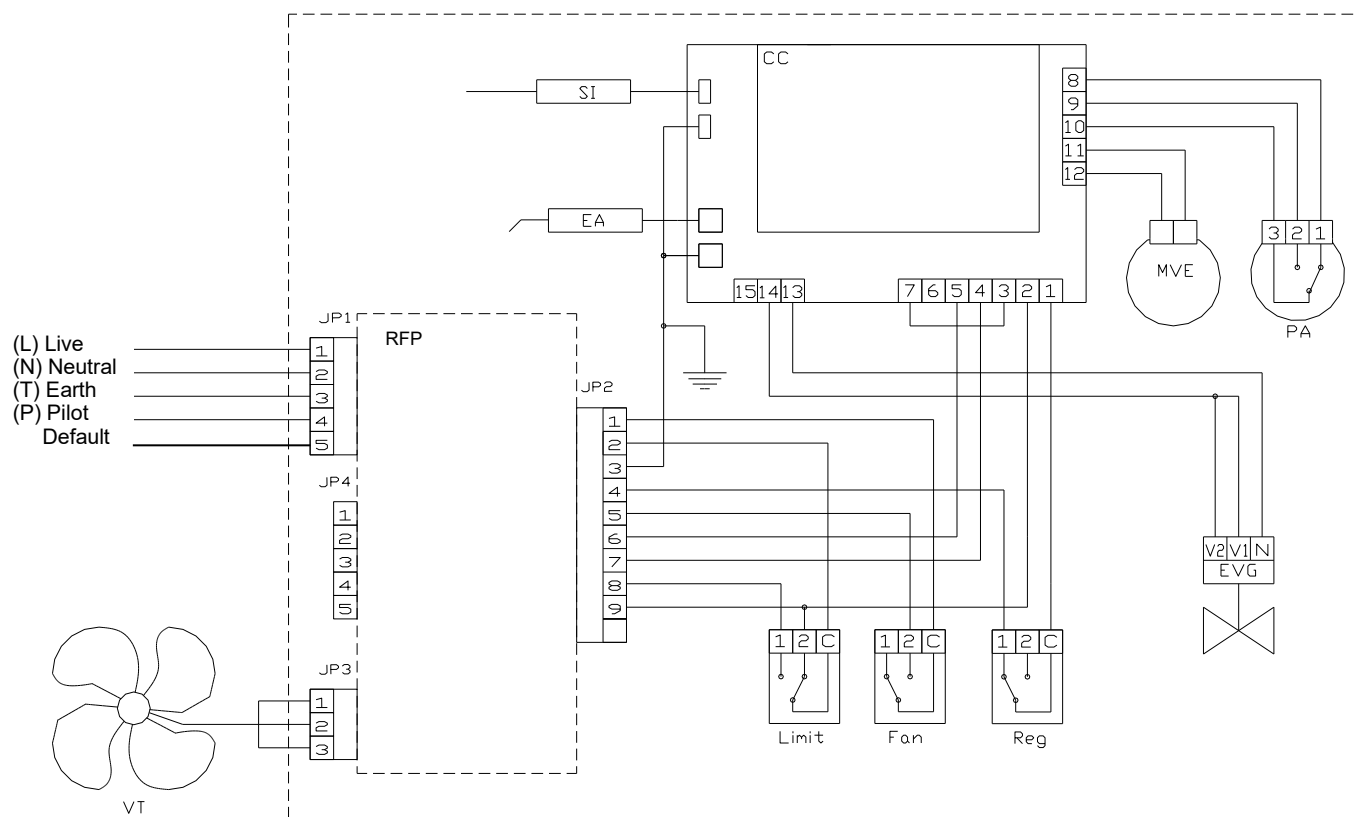 CC
SI
8
9
10
11
12
EA
3 2 1
MVE
PA
15 14 13
7 6 5 4 3 2 1
JP1
RFP
(L) Live
(N) Neutral
(T) Earth
(P) Pilot
Default
1
2
3
4
5
JP2
1
2
3
4
5
6
7
8
9
JP4
1
2
3
4
5
V2 V1 N
EVG
1 2 C
Limit
1 2 C
Fan
1 2 C
Reg
JP3
1
2
3
VT